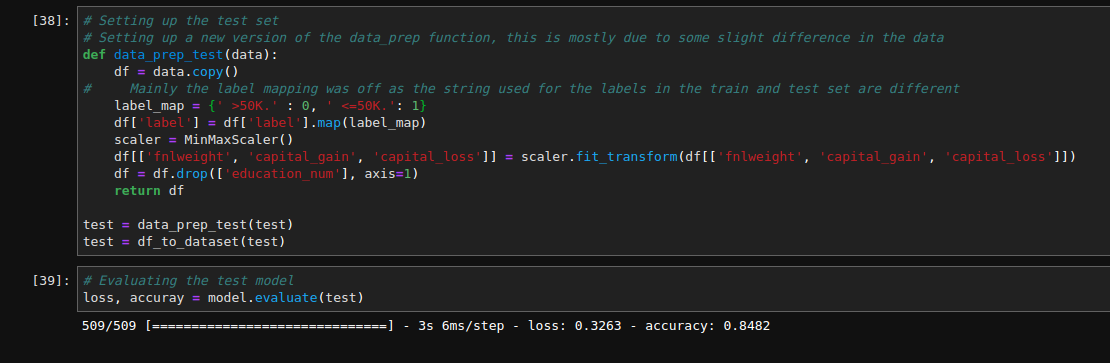 [38]: # Setting up the test set
# Setting up a new version of the data_prep function, this is mostly due to some slight difference in the data
def data_prep_test(data):
    df = data.copy()
#     Mainly the label mapping was off as the string used for the labels in the train and test set are different
    label_map = {' >50K.' : 0, ' <=50K.': 1}
    df['label'] = df['label'].map(label_map)
    scaler = MinMaxScaler()
    df[['fnlweight', 'capital_gain', 'capital_loss']] = scaler.fit_transform(df[['fnlweight', 'capital_gain', 'capital_loss']])
    df = df.drop(['education_num'], axis=1)
    return df
test = data_prep_test(test)
test = df_to_dataset(test)
[39]: # Evaluating the test model
loss, accuray = model.evaluate(test)
509/509 [==============================] - 3s 6ms/step - loss: 0.3263 - accuracy: 0.8482